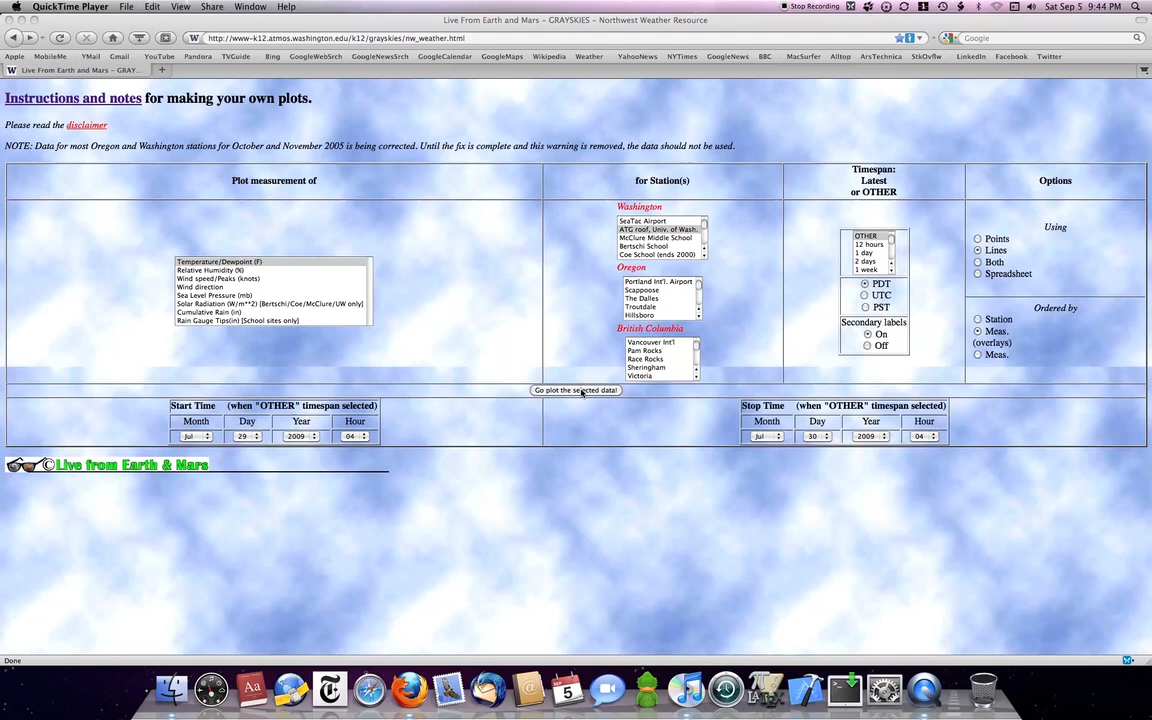 QuickTime Player File Edit View Share Window Help
Stop Recording Sat Sep 5 9:44 PM
Live From Earth and Mars – GRAYSKIES – Northwest Weather Resource
http://www-k12.atmos.washington.edu/k12/grayskies/nw_weather.html
Google
Apple MobileMe YMail Gmail YouTube Pandora TVGuide Bing GoogleWebSrch GoogleNewsSrch GoogleCalendar GoogleMaps Wikipedia Weather YahooNews NYTimes GoogleNews BBC MacSurfer Alltop ArsTechnica StkOvflw LinkedIn Facebook Twitter
Live From Earth and Mars – GRAY...
Instructions and notes for making your own plots.
Please read the disclaimer
NOTE: Data for most Oregon and Washington stations for October and November 2005 is being corrected. Until the fix is complete and this warning is removed, the data should not be used.
Plot measurement of
for Station(s)
Timespan:
Latest
or OTHER
Options
Temperature/Dewpoint (F)
Relative Humidity (%)
Wind speed/Peaks (knots)
Wind direction
Sea Level Pressure (mb)
Solar Radiation (W/m**2) [Bertschi/Coe/McClure/UW only]
Cumulative Rain (in)
Rain Gauge Tips(in) [School sites only]
Washington
SeaTac Airport
ATG roof, Univ. of Wash.
McClure Middle School
Bertschi School
Coe School (ends 2000)
Oregon
Portland Int'l. Airport
Scappoose
The Dalles
Troutdale
Hillsboro
British Columbia
Vancouver Int'l
Pam Rocks
Race Rocks
Sheringham
Victoria
OTHER
12 hours
1 day
2 days
1 week
PDT
UTC
PST
Secondary labels
On
Off
Using
Points
Lines
Both
Spreadsheet
Ordered by
Station
Meas.
(overlays)
Meas.
Go plot the selected data!
Start Time (when "OTHER" timespan selected)
Month Day Year Hour
Jul 29 2009 04
Stop Time (when "OTHER" timespan selected)
Month Day Year Hour
Jul 30 2009 04
©Live from Earth & Mars
Done